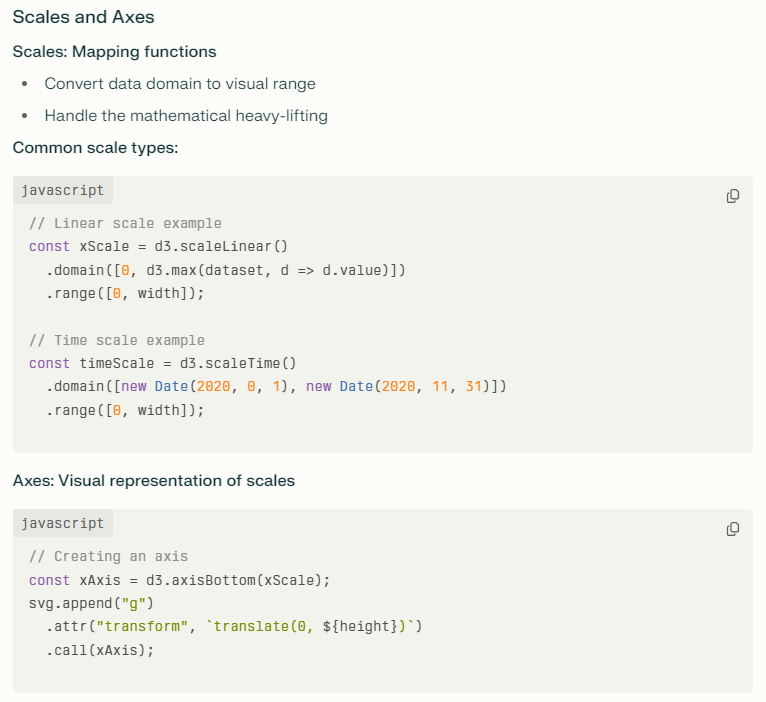 Scales and Axes
Scales: Mapping functions
• Convert data domain to visual range
• Handle the mathematical heavy-lifting
Common scale types:
javascript
// Linear scale example
const xScale = d3.scaleLinear()
  .domain([0, d3.max(dataset, d => d.value)])
  .range([0, width]);

// Time scale example
const timeScale = d3.scaleTime()
  .domain([new Date(2020, 0, 1), new Date(2020, 11, 31)])
  .range([0, width]);

Axes: Visual representation of scales
javascript
// Creating an axis
const xAxis = d3.axisBottom(xScale);
svg.append("g")
  .attr("transform", `translate(0, ${height})`)
  .call(xAxis);